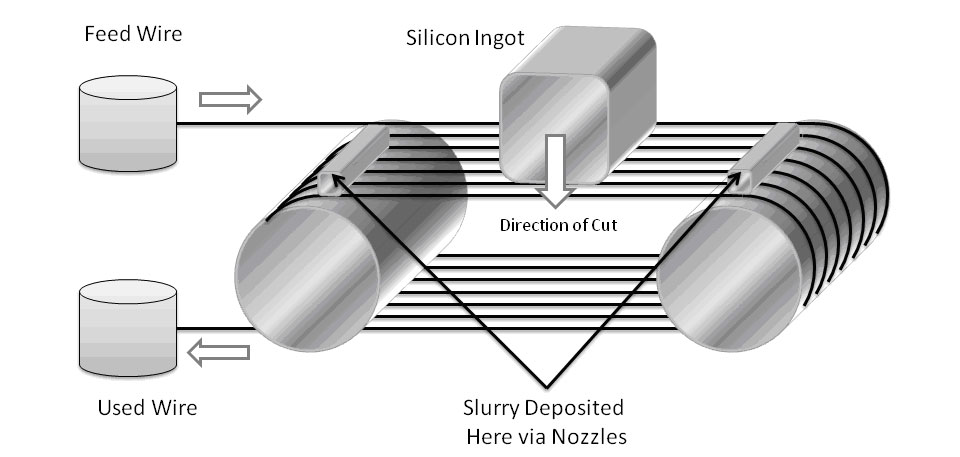 Feed Wire
Silicon Ingot
Direction of Cut
Used Wire
Slurry Deposited
Here via Nozzles